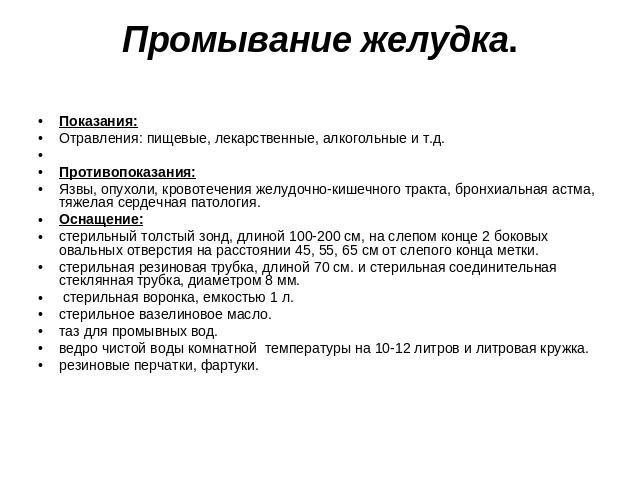 Промывание желудка.
• Показания:
• Отравления: пищевые, лекарственные, алкогольные и т.д.
•
• Противопоказания:
• Язвы, опухоли, кровотечения желудочно-кишечного тракта, бронхиальная астма,
тяжелая сердечная патология.
• Оснащение:
• стерильный толстый зонд, длиной 100-200 см, на слепом конце 2 боковых
овальных отверстия на расстоянии 45, 55, 65 см от слепого конца метки.
• стерильная резиновая трубка, длиной 70 см. и стерильная соединительная
стеклянная трубка, диаметром 8 мм.
• стерильная воронка, емкостью 1 л.
• стерильное вазелиновое масло.
• таз для промывных вод.
• ведро чистой воды комнатной  температуры на 10-12 литров и литровая кружка.
• резиновые перчатки, фартуки.